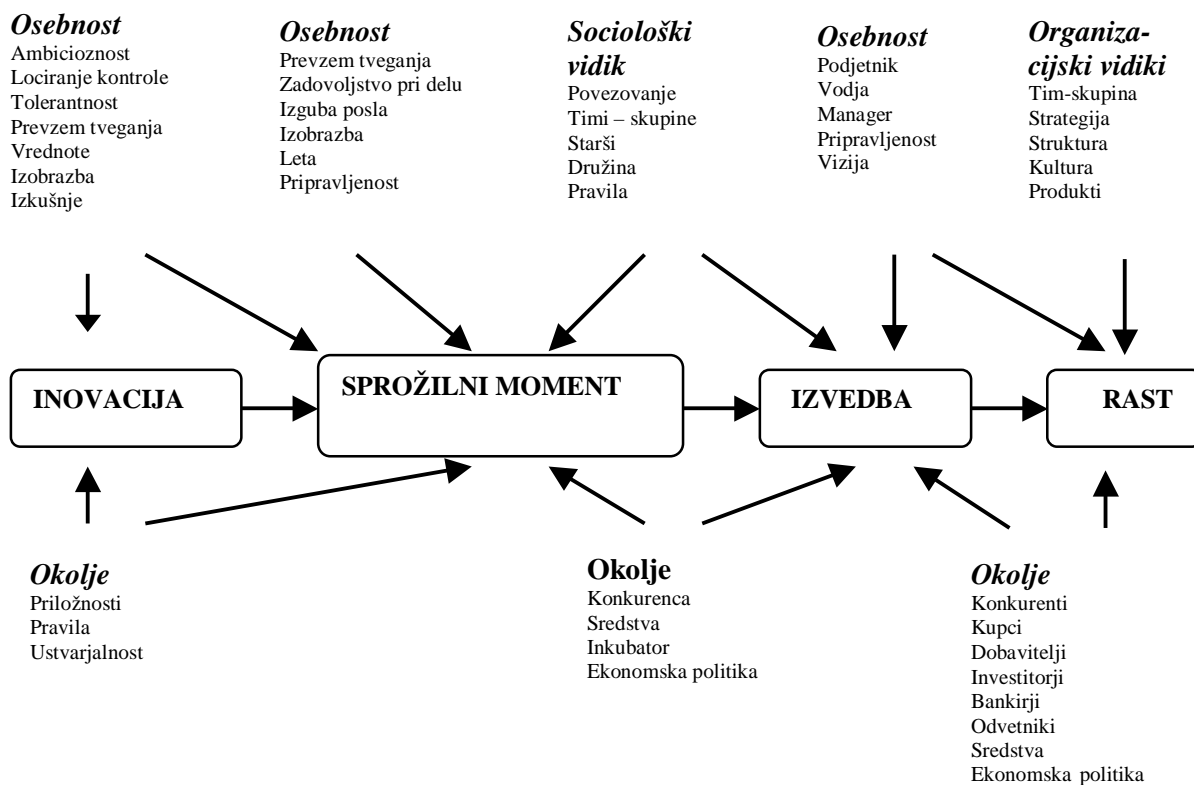 Osebnost
Ambicioznost
Lociranje kontrole
Tolerantnost
Prevzem tveganja
Vrednote
Izobrazba
Izkušnje
Osebnost
Prevzem tveganja
Zadovoljstvo pri delu
Izguba posla
Izobrazba
Leta
Pripravljenost
Sociološki
vidik
Povezovanje
Timi – skupine
Starši
Družina
Pravila
Osebnost
Podjetnik
Vodja
Manager
Pripravljenost
Vizija
Organiza-
cijski vidiki
Tim-skupina
Strategija
Struktura
Kultura
Produkti
INOVACIJA
SPROŽILNI MOMENT
IZVEDBA
RAST
Okolje
Priložnosti
Pravila
Ustvarjalnost
Okolje
Konkurenca
Sredstva
Inkubator
Ekonomska politika
Okolje
Konkurenti
Kupci
Dobavitelji
Investitorji
Bankirji
Odvetniki
Sredstva
Ekonomska politika